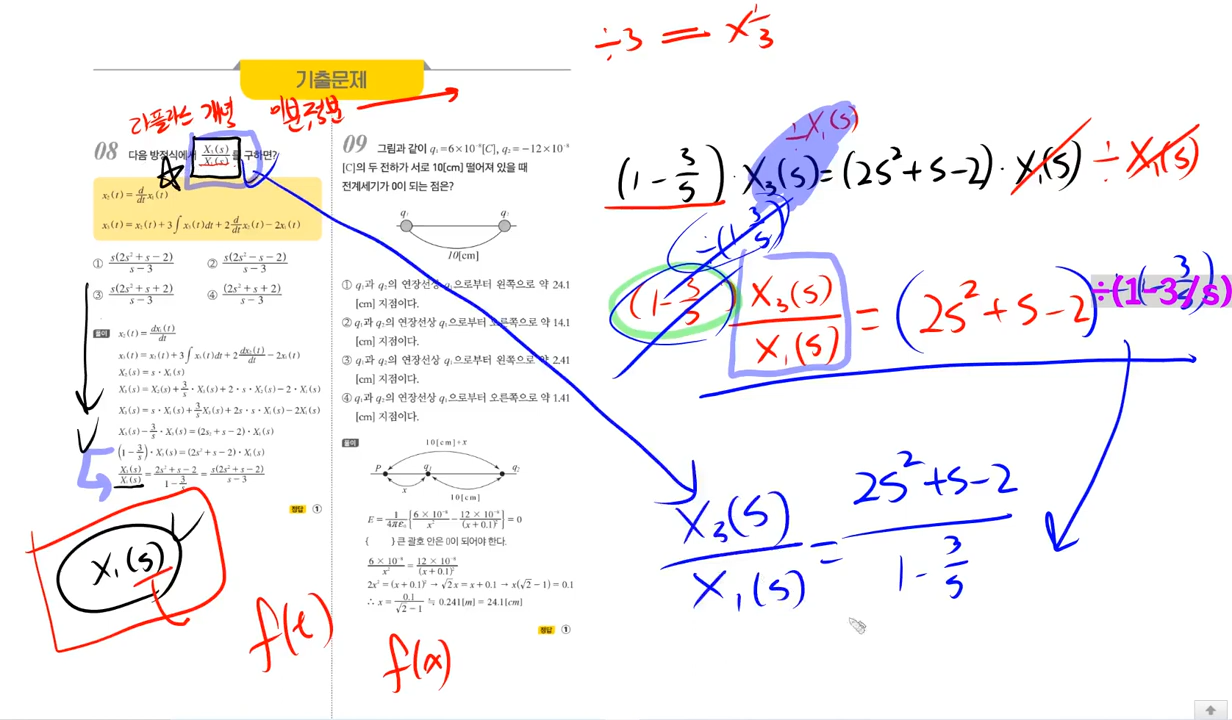 ÷3 = x 1/3
기출문제
라플라스 개념 미분,적분
08 다음 방정식에서 X₃(s)/X₁(s)를 구하면?
x₂(t)=d/dt x₁(t)
x₃(t)=x₂(t)+3∫x₃(t)dt+2 d/dt x₂(t)−2x₁(t)
① s(2s²+s−2)/s−3 ② s(2s²−s−2)/s−3
③ s(2s²+s+2)/s−3 ④ (2s²+s+2)/s−3
풀이 x₂(t)=dx₁(t)/dt
x₃(t)=x₂(t)+3∫x₃(t)dt+2 dx₂(t)/dt−2x₁(t)
X₂(s)=s·X₁(s)
X₃(s)=X₂(s)+3/s·X₃(s)+2·s·X₂(s)−2·X₁(s)
X₃(s)=s·X₁(s)+3/s X₃(s)+2s·s·X₁(s)−2X₁(s)
X₃(s)−3/s·X₃(s)=(2s²+s−2)·X₁(s)
(1−3/s)·X₃(s)=(2s²+s−2)·X₁(s)
X₃(s)/X₁(s)=2s²+s−2/1−3/s=s(2s²+s−2)/s−3
정답 ①
X₁(s)
f(t)
09 그림과 같이 q₁=6×10⁻⁸[C], q₂=−12×10⁻⁸
[C]의 두 전하가 서로 10[cm] 떨어져 있을 때
전계세기가 0이 되는 점은?
q₁ q₂
10[cm]
① q₁과 q₂의 연장선상 q₁으로부터 왼쪽으로 약 24.1
[cm] 지점이다.
② q₁과 q₂의 연장선상 q₁으로부터 오른쪽으로 약 14.1
[cm] 지점이다.
③ q₁과 q₂의 연장선상 q₁으로부터 왼쪽으로 약 2.41
[cm] 지점이다.
④ q₁과 q₂의 연장선상 q₁으로부터 오른쪽으로 약 1.41
[cm] 지점이다.
풀이
10[cm]+x
P q₁ q₂
x 10[cm]
E=1/4πε₀[6×10⁻⁸/x²−12×10⁻⁸/(x+0.1)²]=0
{ } 큰 괄호 안은 0이 되어야 한다.
6×10⁻⁸/x²=12×10⁻⁸/(x+0.1)²
2x²=(x+0.1)²→√2x=x+0.1→x(√2−1)=0.1
∴ x=0.1/√2−1≒0.241[m]=24.1[cm]
정답 ①
f(x)
÷X₁(s)
(1−3/s)·X₃(s)=(2s²+s−2)·X₁(s) ÷X₁(s)
÷(1−3/s)
(1−3/s) X₃(s)/X₁(s) = (2s²+s−2) ÷(1-3/s)
X₃(s)/X₁(s) = 2s²+s−2/1−3/s